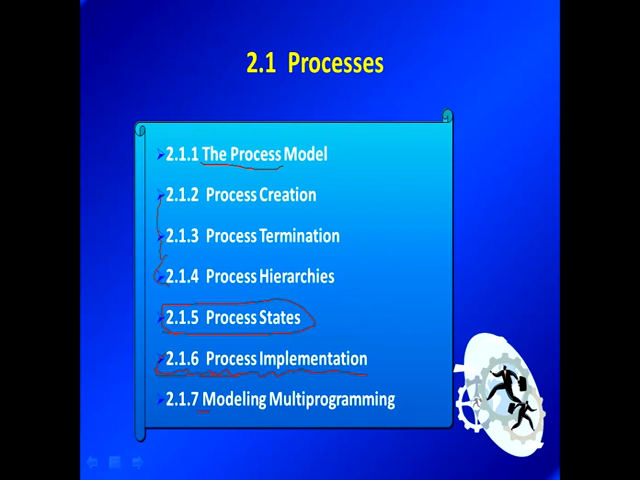 2.1 Processes
2.1.1 The Process Model
2.1.2 Process Creation
2.1.3 Process Termination
2.1.4 Process Hierarchies
2.1.5 Process States
2.1.6 Process Implementation
2.1.7 Modeling Multiprogramming